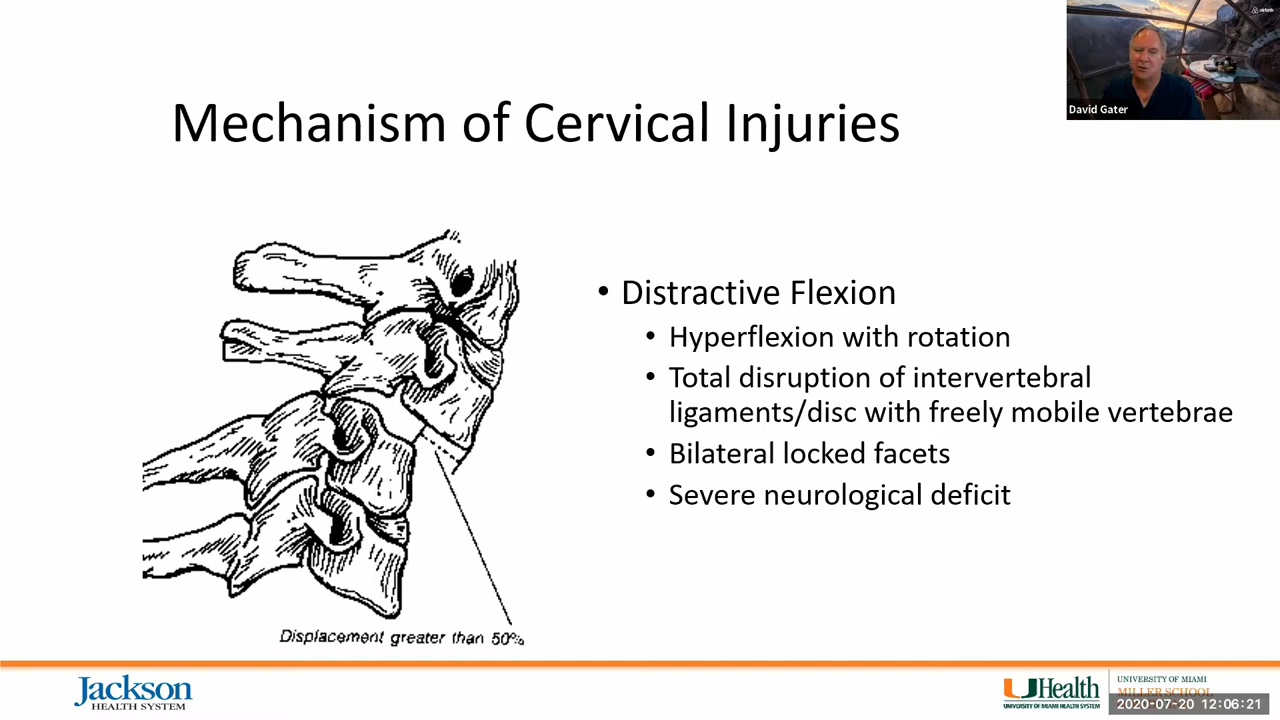 airbnb
David Gater
Mechanism of Cervical Injuries
• Distractive Flexion
• Hyperflexion with rotation
• Total disruption of intervertebral
ligaments/disc with freely mobile vertebrae
• Bilateral locked facets
• Severe neurological deficit
Displacement greater than 50%
Jackson
HEALTH SYSTEM
UHealth
UNIVERSITY OF MIAMI HEALTH SYSTEM
UNIVERSITY OF MIAMI
MILLER SCHOOL
2020-07-20 12:06:21